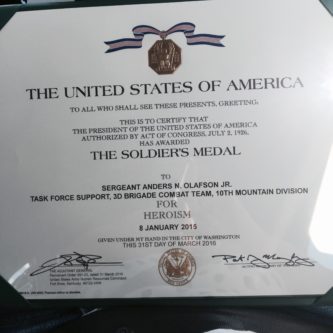 THE UNITED STATES OF AMERICA
TO ALL WHO SHALL SEE THESE PRESENTS, GREETING:
THIS IS TO CERTIFY THAT
THE PRESIDENT OF THE UNITED STATES OF AMERICA
AUTHORIZED BY ACT OF CONGRESS, JULY 2, 1926,
HAS AWARDED
THE SOLDIER'S MEDAL
TO
SERGEANT ANDERS N. OLAFSON JR.
TASK FORCE SUPPORT, 3D BRIGADE COMBAT TEAM, 10TH MOUNTAIN DIVISION
FOR
HEROISM
8 JANUARY 2015
GIVEN UNDER MY HAND IN THE CITY OF WASHINGTON
THIS 31ST DAY OF MARCH 2016
THE ADJUTANT GENERAL